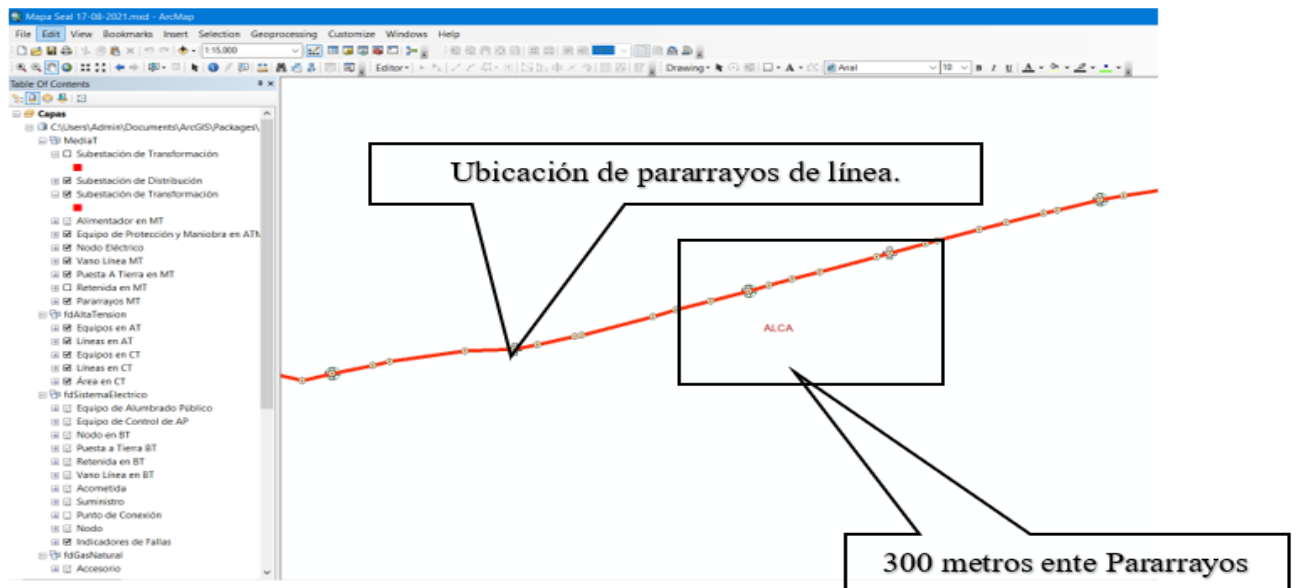 Mapa Seal 17-08-2021.mxd - ArcMap
File Edit View Bookmarks Insert Selection Geoprocessing Customize Windows Help
1:15,000
Editor
Drawing
Arial
10
B I U A
Table Of Contents
Capas
C:\Users\Admin\Documents\ArcGIS\Packages\
MediaT
Subestación de Transformación
Subestación de Distribución
Subestación de Transformación
Alimentador en MT
Equipo de Protección y Maniobra en ATM
Nodo Eléctrico
Vano Línea MT
Puesta A Tierra en MT
Retenida en MT
Pararrayos MT
fdAltaTension
Equipos en AT
Líneas en AT
Equipos en CT
Líneas en CT
Área en CT
fdSistemaElectrico
Equipo de Alumbrado Público
Equipo de Control de AP
Nodo en BT
Puesta a Tierra BT
Retenida en BT
Vano Línea en BT
Acometida
Suministro
Punto de Conexión
Nodo
Indicadores de Fallas
fdGasNatural
Accesorio
Ubicación de pararrayos de línea.
ALCA
300 metros ente Pararrayos